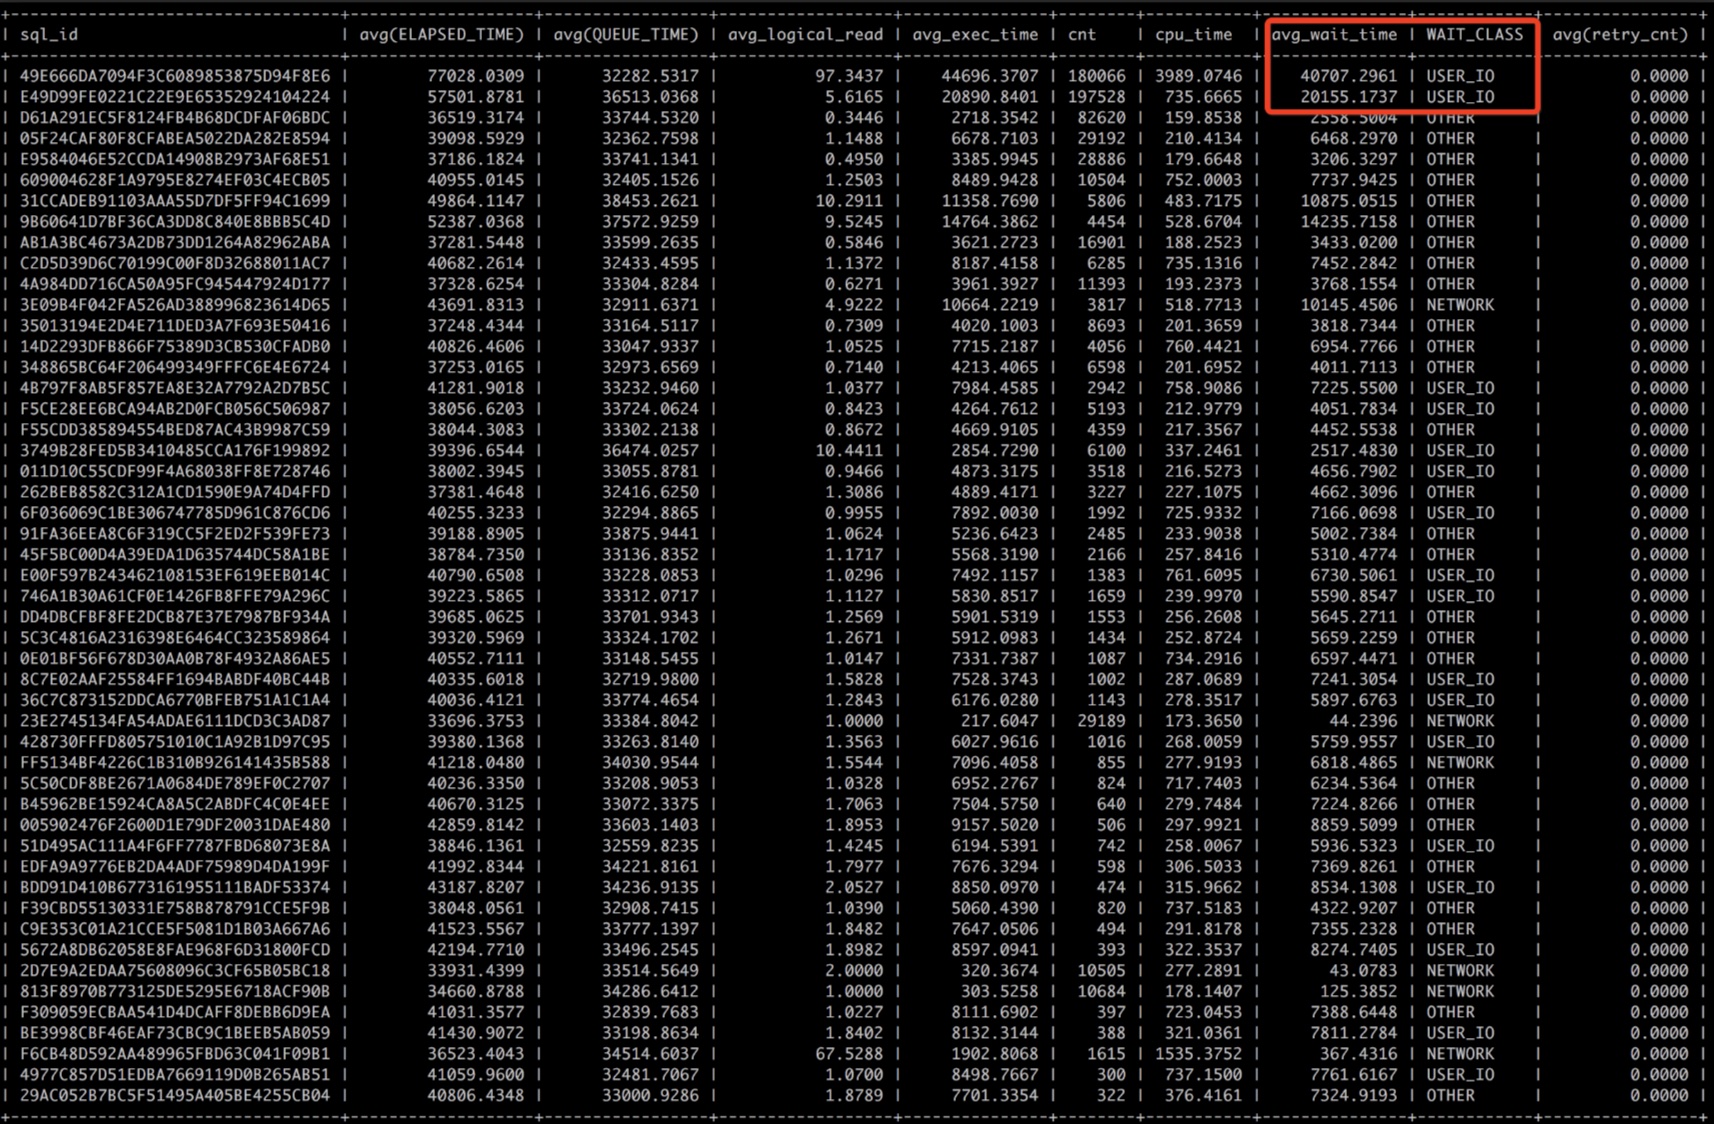 sql_id | avg(ELAPSED_TIME) | avg(QUEUE_TIME) | avg_logical_read | avg_exec_time | cnt | cpu_time | avg_wait_time | WAIT_CLASS | avg(retry_cnt) |
| 49E666DA7094F3C6089853875D94F8E6 | 77028.0309 | 32282.5317 | 97.3437 | 44696.3707 | 180066 | 3989.0746 | 40707.2961 | USER_IO | 0.0000 |
| E49D99FE0221C22E9E65352924104224 | 57501.8781 | 36513.0368 | 5.6165 | 20890.8401 | 197528 | 735.6665 | 20155.1737 | USER_IO | 0.0000 |
| D61A291EC5F8124FB4B68DCDFAF06BDC | 36519.3174 | 33744.5320 | 0.3446 | 2718.3542 | 82620 | 159.8538 | 2558.5004 | OTHER | 0.0000 |
| 05F24CAF80F8CFABEA5022DA282E8594 | 39098.5929 | 32362.7598 | 1.1488 | 6678.7103 | 29192 | 210.4134 | 6468.2970 | OTHER | 0.0000 |
| E9584046E52CCDA14908B2973AF68E51 | 37186.1824 | 33741.1341 | 0.4950 | 3385.9945 | 28886 | 179.6648 | 3206.3297 | OTHER | 0.0000 |
| 609004628F1A9795E8274EF03C4ECB05 | 40955.0145 | 32405.1526 | 1.2503 | 8489.9428 | 10504 | 752.0003 | 7737.9425 | OTHER | 0.0000 |
| 31CCADEB91103AAA55D7DF5FF94C1699 | 49864.1147 | 38453.2621 | 10.2911 | 11358.7690 | 5806 | 483.7175 | 10875.0515 | OTHER | 0.0000 |
| 9B60641D7BF36CA3DD8C840E8BBB5C4D | 52387.0368 | 37572.9259 | 9.5245 | 14764.3862 | 4454 | 528.6704 | 14235.7158 | OTHER | 0.0000 |
| AB1A3BC4673A2DB73DD1264A82962ABA | 37281.5448 | 33599.2635 | 0.5846 | 3621.2723 | 16901 | 188.2523 | 3433.0200 | OTHER | 0.0000 |
| C2D5D39D6C70199C00F8D32688011AC7 | 40682.2614 | 32433.4595 | 1.1372 | 8187.4158 | 6285 | 735.1316 | 7452.2842 | OTHER | 0.0000 |
| 4A984DD716CA50A95FC945447924D177 | 37328.6254 | 33304.8284 | 0.6271 | 3961.3927 | 11393 | 193.2373 | 3768.1554 | OTHER | 0.0000 |
| 3E09B4F042FA526AD388996823614D65 | 43691.8313 | 32911.6371 | 4.9222 | 10664.2219 | 3817 | 518.7713 | 10145.4506 | NETWORK | 0.0000 |
| 35013194E2D4E711DED3A7F693E50416 | 37248.4344 | 33164.5117 | 0.7309 | 4020.1003 | 8693 | 201.3659 | 3818.7344 | OTHER | 0.0000 |
| 14D2293DFB866F75389D3CB530CFADB0 | 40826.4606 | 33047.9337 | 1.0525 | 7715.2187 | 4056 | 760.4421 | 6954.7766 | OTHER | 0.0000 |
| 348865BC64F206499349FFFC6E4E6724 | 37253.0165 | 32973.6569 | 0.7140 | 4213.4065 | 6598 | 201.6952 | 4011.7113 | OTHER | 0.0000 |
| 4B797F8AB5F857EA8E32A7792A2D7B5C | 41281.9018 | 33232.9460 | 1.0377 | 7984.4585 | 2942 | 758.9086 | 7225.5500 | USER_IO | 0.0000 |
| F5CE28EE6BCA94AB2D0FCB056C506987 | 38056.6203 | 33724.0624 | 0.8423 | 4264.7612 | 5193 | 212.9779 | 4051.7834 | USER_IO | 0.0000 |
| F55CDD385894554BED87AC43B9987C59 | 38044.3083 | 33302.2138 | 0.8672 | 4669.9105 | 4359 | 217.3567 | 4452.5538 | OTHER | 0.0000 |
| 3749B28FED5B3410485CCA176F199892 | 39396.6544 | 36474.0257 | 10.4411 | 2854.7290 | 6100 | 337.2461 | 2517.4830 | USER_IO | 0.0000 |
| 011D10C55CDF99F4A68038FF8E728746 | 38002.3945 | 33055.8781 | 0.9466 | 4873.3175 | 3518 | 216.5273 | 4656.7902 | USER_IO | 0.0000 |
| 262BEB8582C312A1CD1590E9A74D4FFD | 37381.4648 | 32416.6250 | 1.3086 | 4889.4171 | 3227 | 227.1075 | 4662.3096 | OTHER | 0.0000 |
| 6F036069C1BE306747785D961C876CD6 | 40255.3233 | 32294.8865 | 0.9955 | 7892.0030 | 1992 | 725.9332 | 7166.0698 | USER_IO | 0.0000 |
| 91FA36EEA8C6F319CC5F2ED2F539FE73 | 39188.8905 | 33875.9441 | 1.0624 | 5236.6423 | 2485 | 233.9038 | 5002.7384 | OTHER | 0.0000 |
| 45F5BC00D4A39EDA1D635744DC58A1BE | 38784.7350 | 33136.8352 | 1.1717 | 5568.3190 | 2166 | 257.8416 | 5310.4774 | OTHER | 0.0000 |
| E00F597B243462108153EF619EEB014C | 40790.6508 | 33228.0853 | 1.0296 | 7492.1157 | 1383 | 761.6095 | 6730.5061 | USER_IO | 0.0000 |
| 746A1B30A61CF0E1426FB8FFE79A296C | 39223.5865 | 33312.0717 | 1.1127 | 5830.8517 | 1659 | 239.9970 | 5590.8547 | USER_IO | 0.0000 |
| DD4DBCFBF8FE2DCB87E37E7987BF934A | 39685.0625 | 33701.9343 | 1.2569 | 5901.5319 | 1553 | 256.2608 | 5645.2711 | OTHER | 0.0000 |
| 5C3C4816A2316398E6464CC323589864 | 39320.5969 | 33324.1702 | 1.2671 | 5912.0983 | 1434 | 252.8724 | 5659.2259 | OTHER | 0.0000 |
| 0E01BF56F678D30AA0B78F4932A86AE5 | 40552.7111 | 33148.5455 | 1.0147 | 7331.7387 | 1087 | 734.2916 | 6597.4471 | OTHER | 0.0000 |
| 8C7E02AAF25584FF1694BABDF40BC44B | 40335.6018 | 32719.9800 | 1.5828 | 7528.3743 | 1002 | 287.0689 | 7241.3054 | USER_IO | 0.0000 |
| 36C7C873152DDCA6770BFEB751A1C1A4 | 40036.4121 | 33774.4654 | 1.2843 | 6176.0280 | 1143 | 278.3517 | 5897.6763 | USER_IO | 0.0000 |
| 23E2745134FA54ADAE6111DCD3C3AD87 | 33696.3753 | 33384.8042 | 1.0000 | 217.6047 | 29189 | 173.3650 | 44.2396 | NETWORK | 0.0000 |
| 428730FFFD805751010C1A92B1D97C95 | 39380.1368 | 33263.8140 | 1.3563 | 6027.9616 | 1016 | 268.0059 | 5759.9557 | USER_IO | 0.0000 |
| FF5134BF4226C1B310B926141435B588 | 41218.0480 | 34030.9544 | 1.5544 | 7096.4058 | 855 | 277.9193 | 6818.4865 | NETWORK | 0.0000 |
| 5C50CDF8BE2671A0684DE789EF0C2707 | 40236.3350 | 33208.9053 | 1.0328 | 6952.2767 | 824 | 717.7403 | 6234.5364 | OTHER | 0.0000 |
| B45962BE15924CA8A5C2ABDFC4C0E4EE | 40670.3125 | 33072.3375 | 1.7063 | 7504.5750 | 640 | 279.7484 | 7224.8266 | OTHER | 0.0000 |
| 005902476F2600D1E79DF20031DAE480 | 42859.8142 | 33603.1403 | 1.8953 | 9157.5020 | 506 | 297.9921 | 8859.5099 | OTHER | 0.0000 |
| 51D495AC111A4F6FF7787FBD68073E8A | 38846.1361 | 32559.8235 | 1.4245 | 6194.5391 | 742 | 258.0067 | 5936.5323 | USER_IO | 0.0000 |
| EDFA9A9776EB2DA4ADF75989D4DA199F | 41992.8344 | 34221.8161 | 1.7977 | 7676.3294 | 598 | 306.5033 | 7369.8261 | OTHER | 0.0000 |
| BDD91D410B6773161955111BADF53374 | 43187.8207 | 34236.9135 | 2.0527 | 8850.0970 | 474 | 315.9662 | 8534.1308 | USER_IO | 0.0000 |
| F39CBD55130331E758B878791CCE5F9B | 38048.0561 | 32908.7415 | 1.0390 | 5060.4390 | 820 | 737.5183 | 4322.9207 | OTHER | 0.0000 |
| C9E353C01A21CCE5F5081D1B03A667A6 | 41523.5567 | 33777.1397 | 1.8482 | 7647.0506 | 494 | 291.8178 | 7355.2328 | OTHER | 0.0000 |
| 5672A8DB62058E8FAE968F6D31800FCD | 42194.7710 | 33496.2545 | 1.8982 | 8597.0941 | 393 | 322.3537 | 8274.7405 | USER_IO | 0.0000 |
| 2D7E9A2EDAA75608096C3CF65B05BC18 | 33931.4399 | 33514.5649 | 2.0000 | 320.3674 | 10505 | 277.2891 | 43.0783 | NETWORK | 0.0000 |
| 813F8970B773125DE5295E6718ACF90B | 34660.8788 | 34286.6412 | 1.0000 | 303.5258 | 10684 | 178.1407 | 125.3852 | NETWORK | 0.0000 |
| F309059ECBAA541D4DCAFF8DEBB6D9EA | 41031.3577 | 32839.7683 | 1.0227 | 8111.6902 | 397 | 723.0453 | 7388.6448 | OTHER | 0.0000 |
| BE3998CBF46EAF73CBC9C1BEEB5AB059 | 41430.9072 | 33198.8634 | 1.8402 | 8132.3144 | 388 | 321.0361 | 7811.2784 | USER_IO | 0.0000 |
| F6CB48D592AA489965FBD63C041F09B1 | 36523.4043 | 34514.6037 | 67.5288 | 1902.8068 | 1615 | 1535.3752 | 367.4316 | NETWORK | 0.0000 |
| 4977C857D51EDBA7669119D0B265AB51 | 41059.9600 | 32481.7067 | 1.0700 | 8498.7667 | 300 | 737.1500 | 7761.6167 | USER_IO | 0.0000 |
| 29AC052B7BC5F51495A405BE4255CB04 | 40806.4348 | 33000.9286 | 1.8789 | 7701.3354 | 322 | 376.4161 | 7324.9193 | OTHER | 0.0000 |